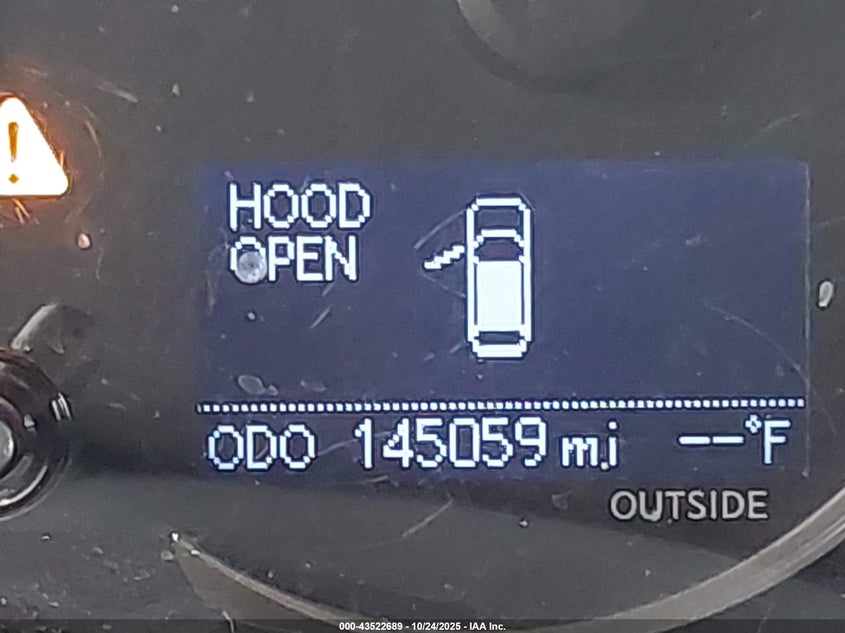 HOOD
OPEN
ODO 145059 mi --°F
OUTSIDE
000-43522689 - 10/24/2025 - IAA Inc.